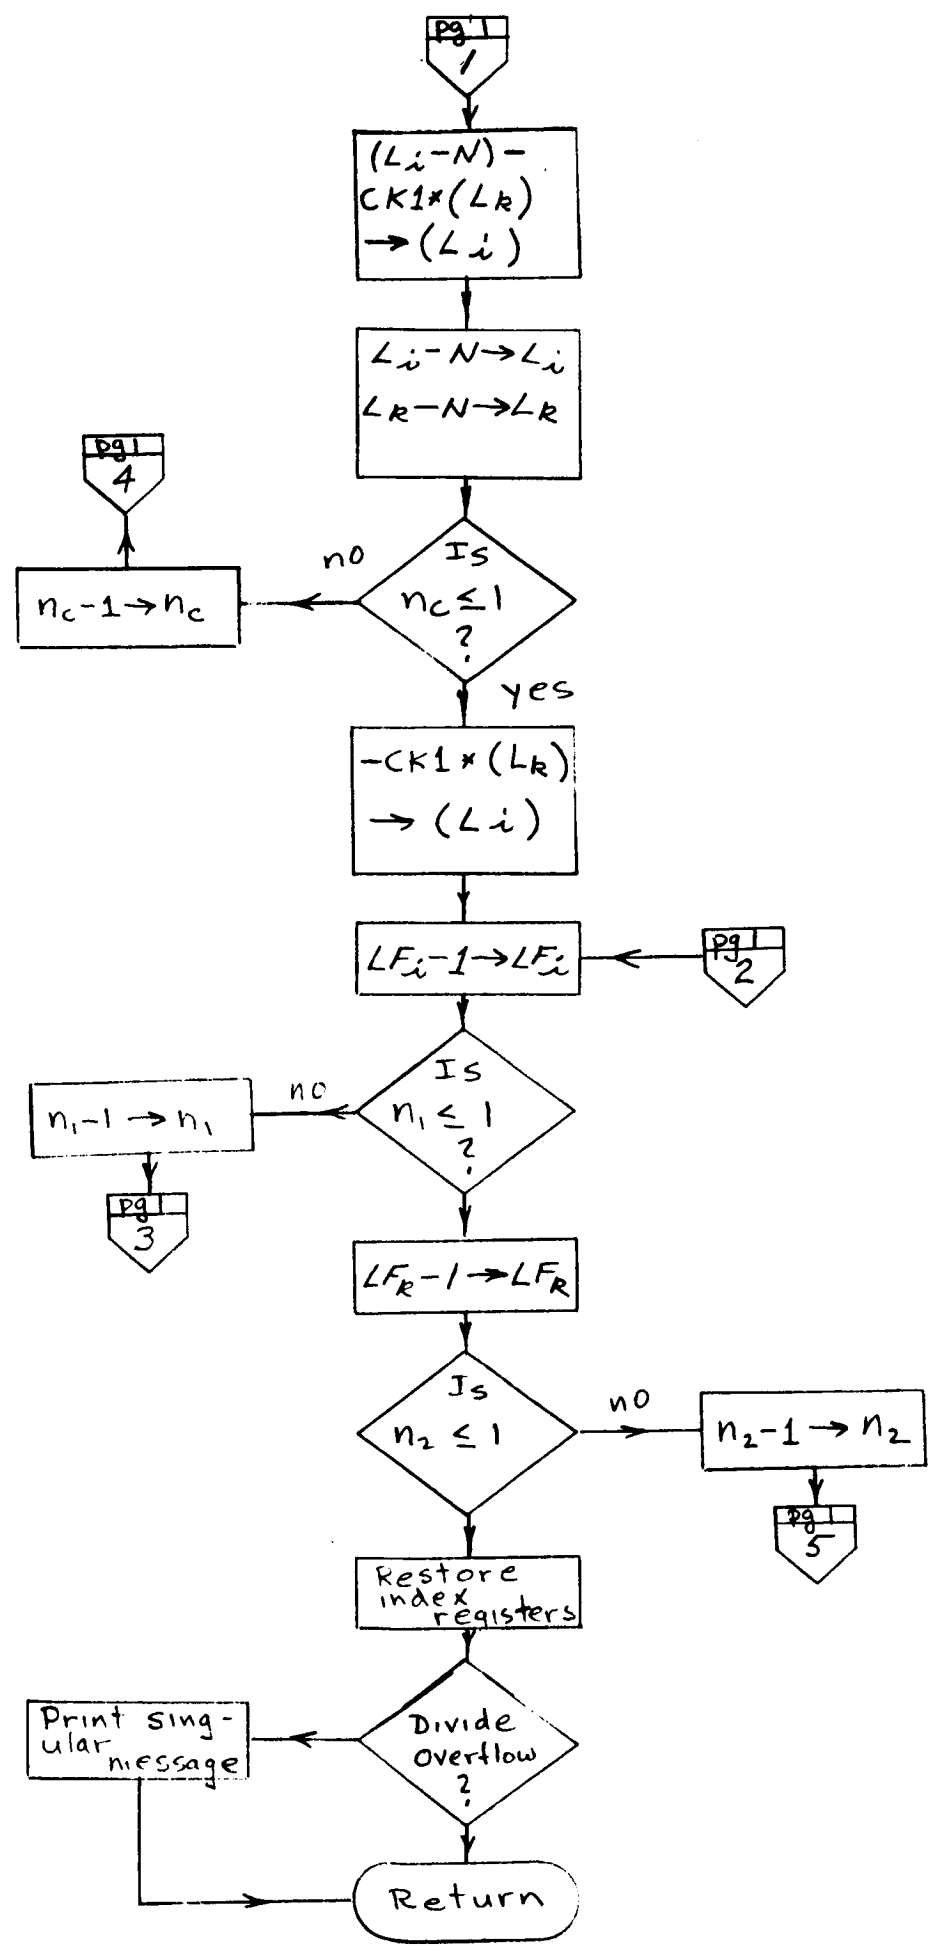 pg 1
1
(Li-N)-
CK1*(Lk)
→(Li)
Li-N→Li
Lk-N→Lk
pg 1
4
no
nc-1→nc
Is
nc≤1
?
yes
-CK1*(Lk)
→(Li)
LFi-1→LFi
pg 1
2
Is
n1≤1
?
no
n1-1→n1
pg 1
3
LFk-1→LFk
Is
n2≤1
no
n2-1→n2
pg 1
5
Restore
index
registers
Divide
Overflow
?
Print sing-
ular
message
Return